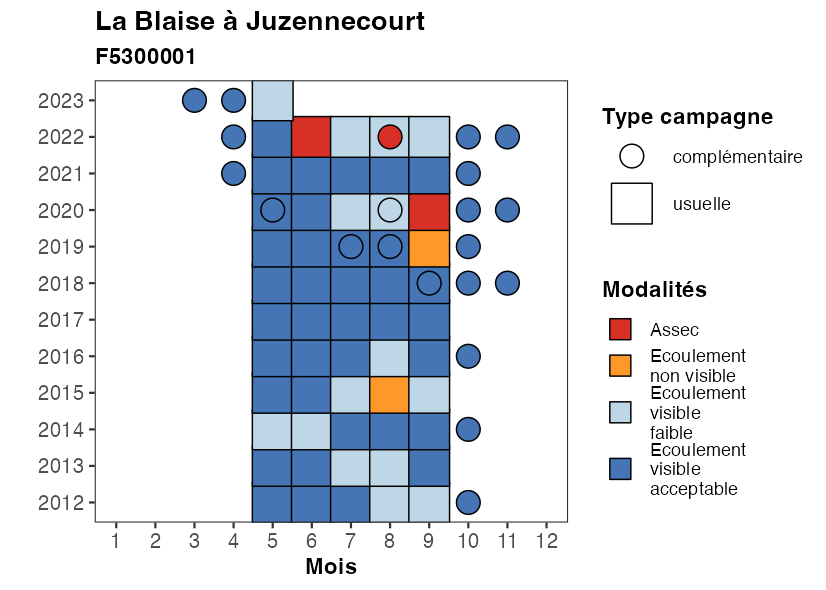 La Blaise à Juzennecourt
F5300001
2023
2022
2021
2020
2019
2018
2017
2016
2015
2014
2013
2012
1 2 3 4 5 6 7 8 9 10 11 12
Mois
Type campagne
complémentaire
usuelle
Modalités
Assec
Ecoulement
non visible
Ecoulement
visible
faible
Ecoulement
visible
acceptable